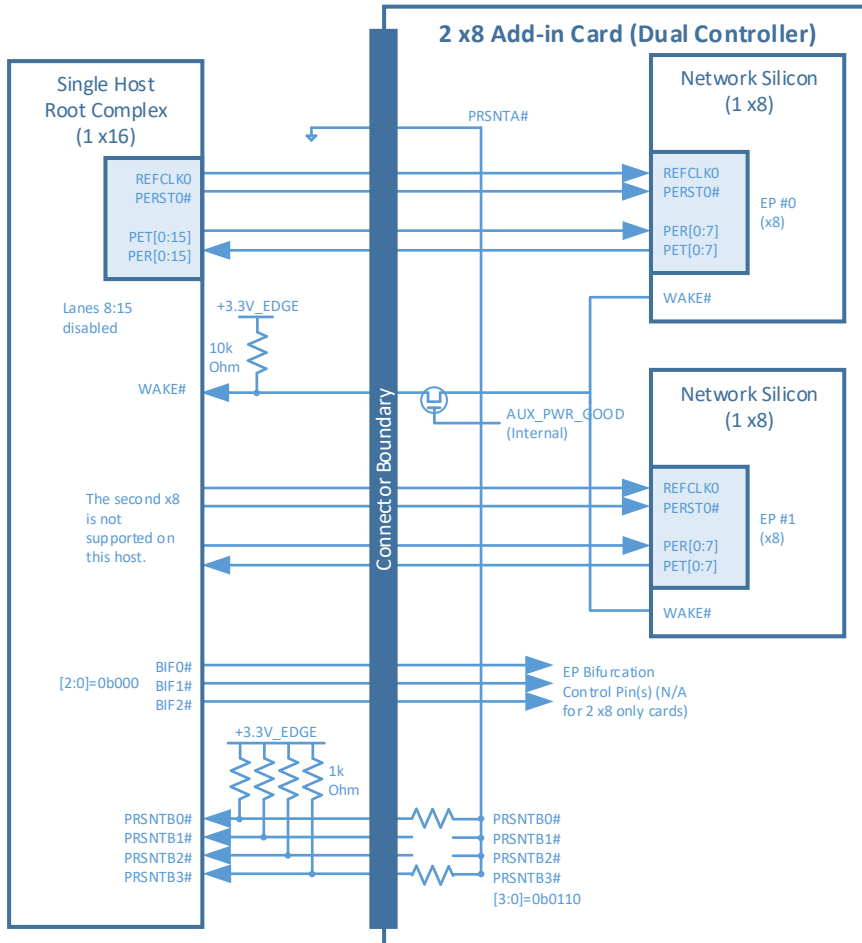 2 x8 Add-in Card (Dual Controller)
Single Host
Root Complex
(1 x16)
REFCLK0
PERST0#
PET[0:15]
PER[0:15]
Lanes 8:15
disabled
+3.3V_EDGE
10k
Ohm
WAKE#
The second x8
is not
supported on
this host.
[2:0]=0b000
BIF0#
BIF1#
BIF2#
+3.3V_EDGE
1k
Ohm
PRSNTB0#
PRSNTB1#
PRSNTB2#
PRSNTB3#
Connector Boundary
PRSNTA#
AUX_PWR_GOOD
(Internal)
Network Silicon
(1 x8)
REFCLK0
PERST0#
PER[0:7]
PET[0:7]
EP #0
(x8)
WAKE#
Network Silicon
(1 x8)
REFCLK0
PERST0#
PER[0:7]
PET[0:7]
EP #1
(x8)
WAKE#
EP Bifurcation
Control Pin(s) (N/A
for 2 x8 only cards)
PRSNTB0#
PRSNTB1#
PRSNTB2#
PRSNTB3#
[3:0]=0b0110